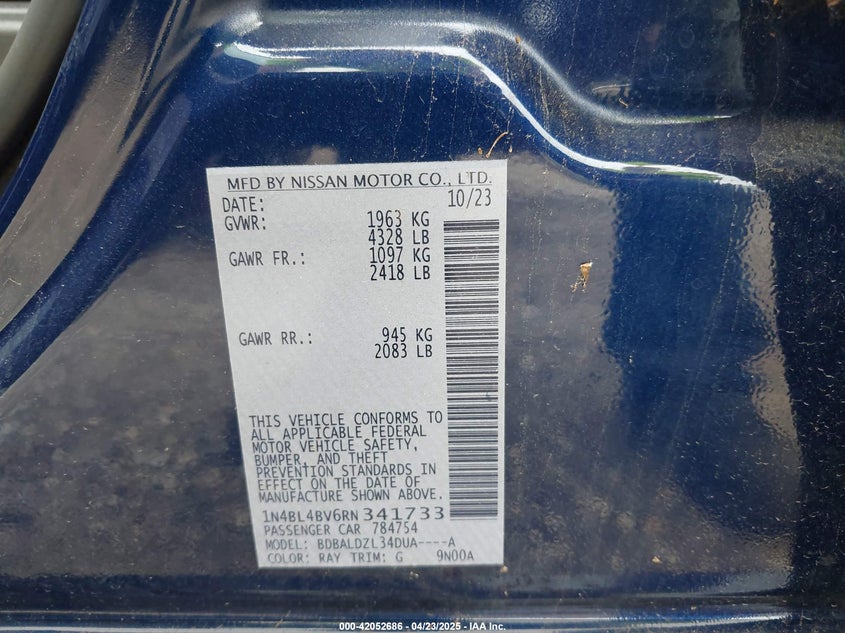 MFD BY NISSAN MOTOR CO., LTD.
DATE: 10/23
GVWR: 1963 KG
4328 LB
GAWR FR.: 1097 KG
2418 LB
GAWR RR.: 945 KG
2083 LB
THIS VEHICLE CONFORMS TO
ALL APPLICABLE FEDERAL
MOTOR VEHICLE SAFETY,
BUMPER, AND THEFT
PREVENTION STANDARDS IN
EFFECT ON THE DATE OF
MANUFACTURE SHOWN ABOVE.
1N4BL4BV6RN341733
PASSENGER CAR 784754
MODEL: BDBALDZL34DUA----A
COLOR: RAY TRIM: G 9N00A
000-42052686 - 04/23/2025 - IAA Inc.